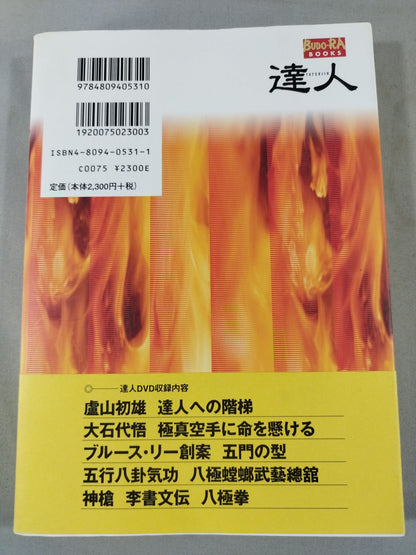 BUDO-RA
BOOKS
達人
TATSUJIN
9784809405310
1920075023003
ISBN4-8094-0531-1
C0075 ¥2300E
定価(本体2,300円+税)
達人DVD収録内容
盧山初雄 達人への階梯
大石代悟 極真空手に命を懸ける
ブルース・リー創案 五門の型
五行八卦気功 八極螳螂武藝總舘
神槍 李書文伝 八極拳